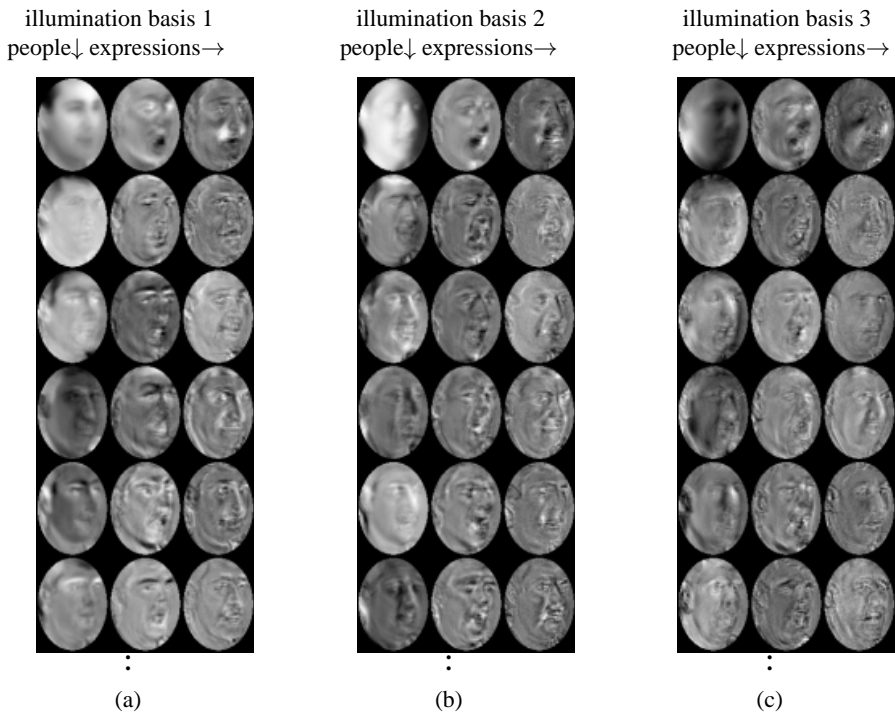 illumination basis 1
people↓ expressions→
illumination basis 2
people↓ expressions→
illumination basis 3
people↓ expressions→
(a)
(b)
(c)